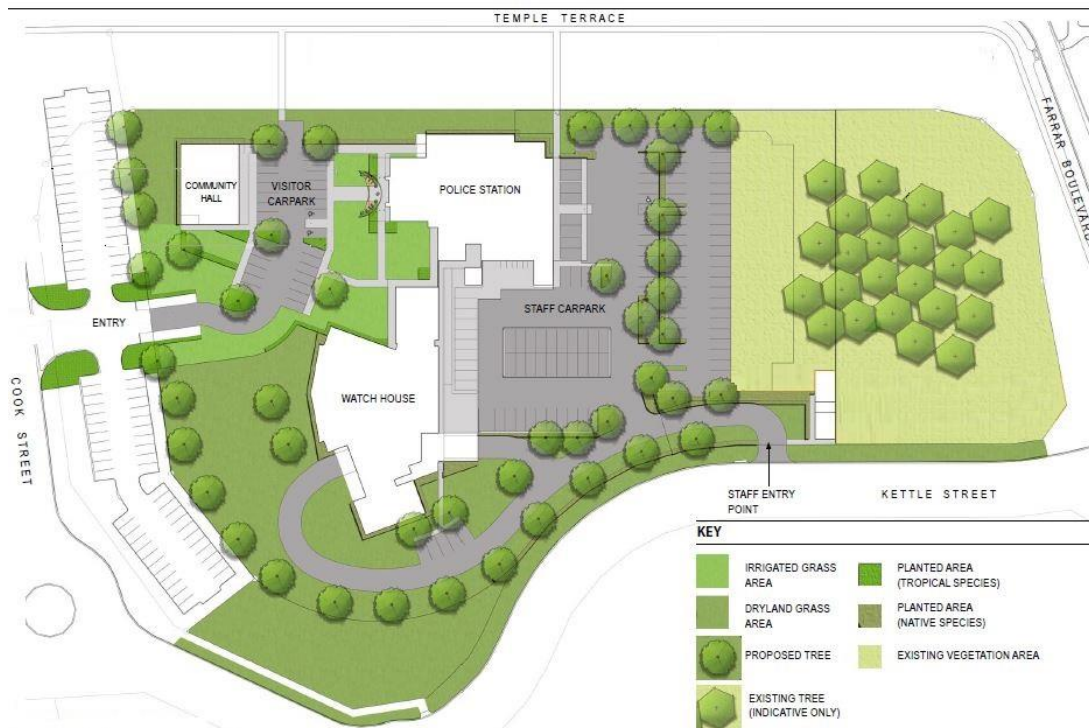 TEMPLE TERRACE
FARRAR BOULEVARD
COMMUNITY
HALL
VISITOR
CARPARK
POLICE STATION
ENTRY
STAFF CARPARK
COOK STREET
WATCH HOUSE
STAFF ENTRY
POINT
KETTLE STREET
KEY
IRRIGATED GRASS
AREA
PLANTED AREA
(TROPICAL SPECIES)
DRYLAND GRASS
AREA
PLANTED AREA
(NATIVE SPECIES)
PROPOSED TREE
EXISTING VEGETATION AREA
EXISTING TREE
(INDICATIVE ONLY)